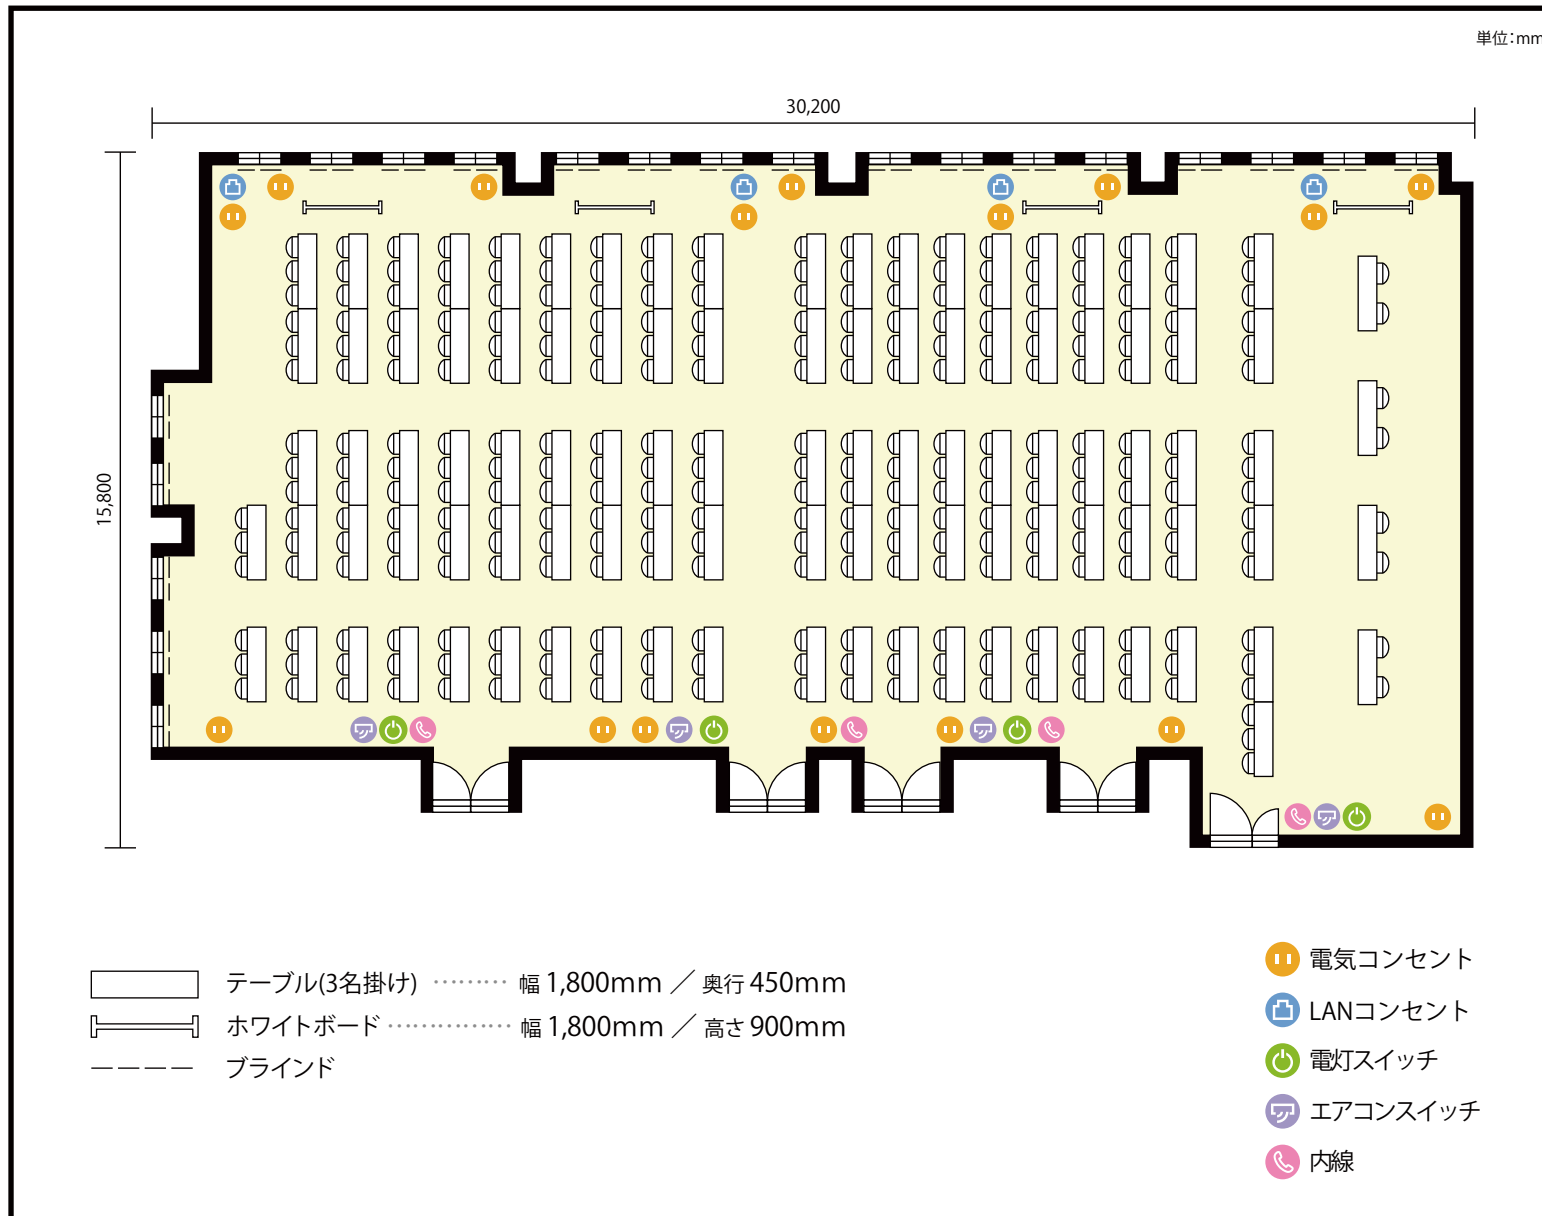 単位：mm
30,200
15,800
テーブル(3名掛け) ········· 幅 1,800mm ／ 奥行 450mm
ホワイトボード ··············· 幅 1,800mm ／ 高さ 900mm
ブラインド
電気コンセント
LANコンセント
電灯スイッチ
エアコンスイッチ
内線